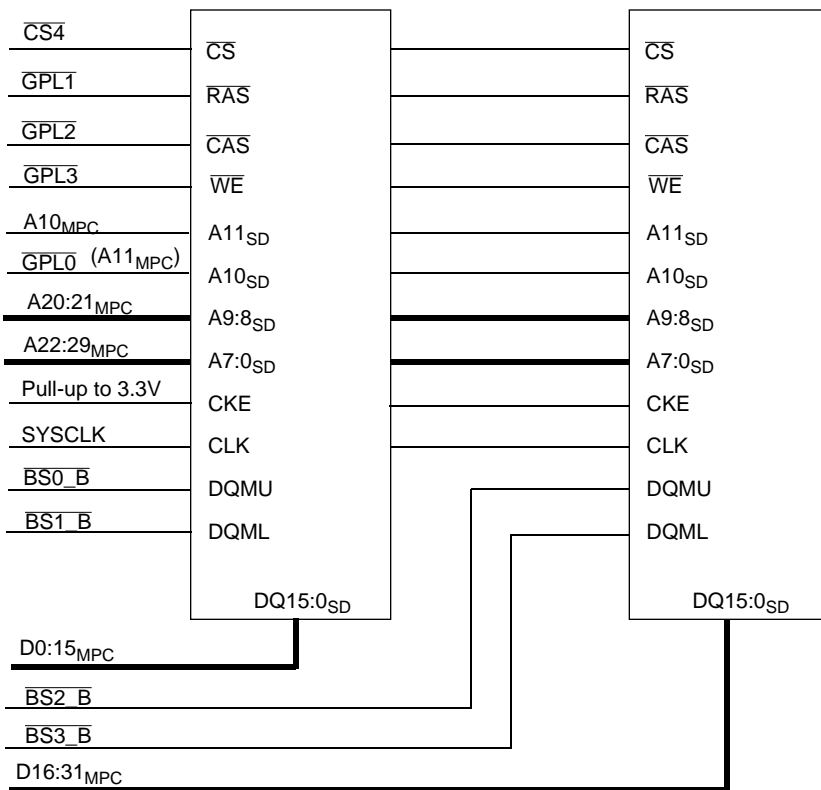 CS4 CS CS
GPL1 RAS RAS
GPL2 CAS CAS
GPL3 WE WE
A10MPC A11SD A11SD
GPL0 (A11MPC) A10SD A10SD
A20:21MPC A9:8SD A9:8SD
A22:29MPC A7:0SD A7:0SD
Pull-up to 3.3V CKE CKE
SYSCLK CLK CLK
BS0_B DQMU DQMU
BS1_B DQML DQML
DQ15:0SD DQ15:0SD
D0:15MPC
BS2_B
BS3_B
D16:31MPC